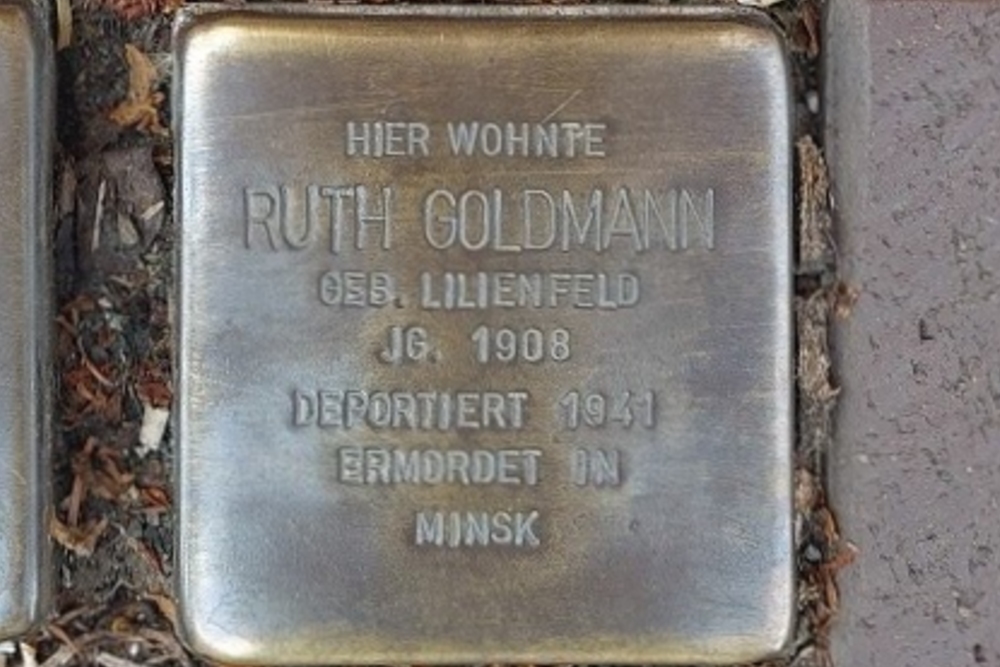 HIER WOHNTE
RUTH GOLDMANN
GEB. LILIENFELD
JG. 1908
DEPORTIERT 1941
ERMORDET IN
MINSK